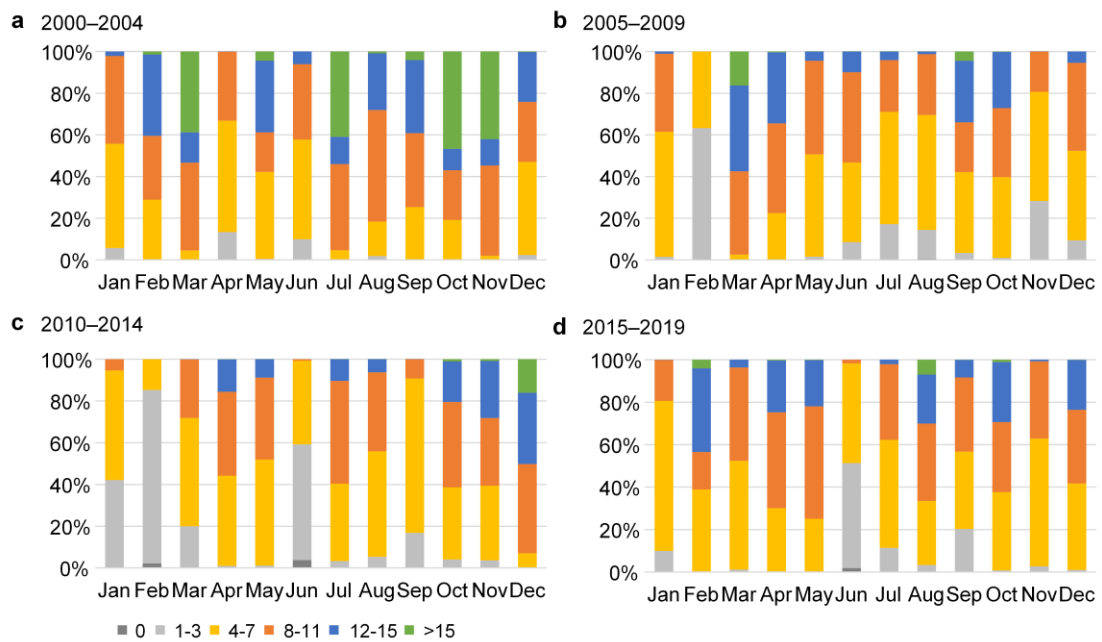 a 2000–2004
100%
80%
60%
40%
20%
0%
Jan Feb Mar Apr May Jun Jul Aug Sep Oct Nov Dec
b 2005–2009
100%
80%
60%
40%
20%
0%
Jan Feb Mar Apr May Jun Jul Aug Sep Oct Nov Dec
c 2010–2014
100%
80%
60%
40%
20%
0%
Jan Feb Mar Apr May Jun Jul Aug Sep Oct Nov Dec
d 2015–2019
100%
80%
60%
40%
20%
0%
Jan Feb Mar Apr May Jun Jul Aug Sep Oct Nov Dec
0 1-3 4-7 8-11 12-15 >15